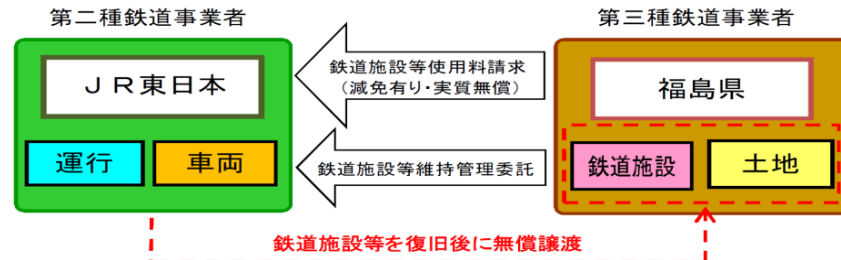 第二種鉄道事業者
第三種鉄道事業者
ＪＲ東日本
運行
車両
鉄道施設等使用料請求
（減免有り・実質無償）
鉄道施設等維持管理委託
福島県
鉄道施設
土地
鉄道施設等を復旧後に無償譲渡